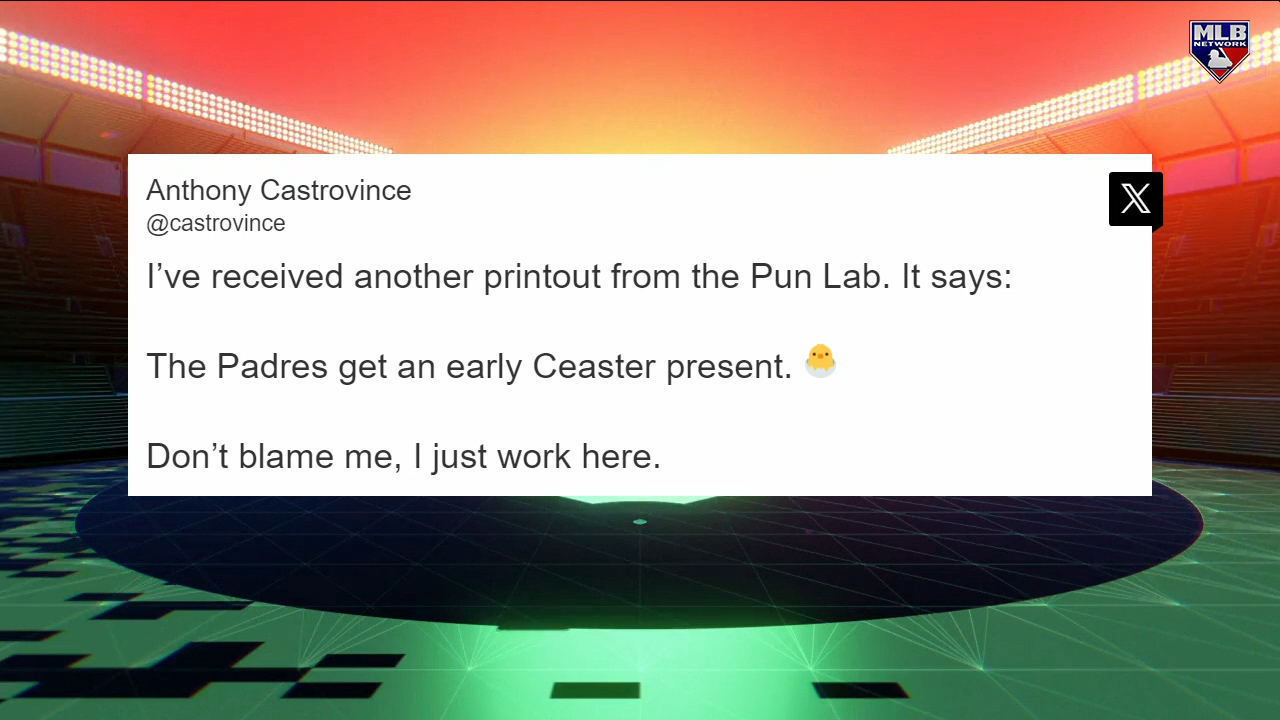 MLB
NETWORK
Anthony Castrovince
@castrovince
I’ve received another printout from the Pun Lab. It says:
The Padres get an early Ceaster present. 🐣
Don’t blame me, I just work here.